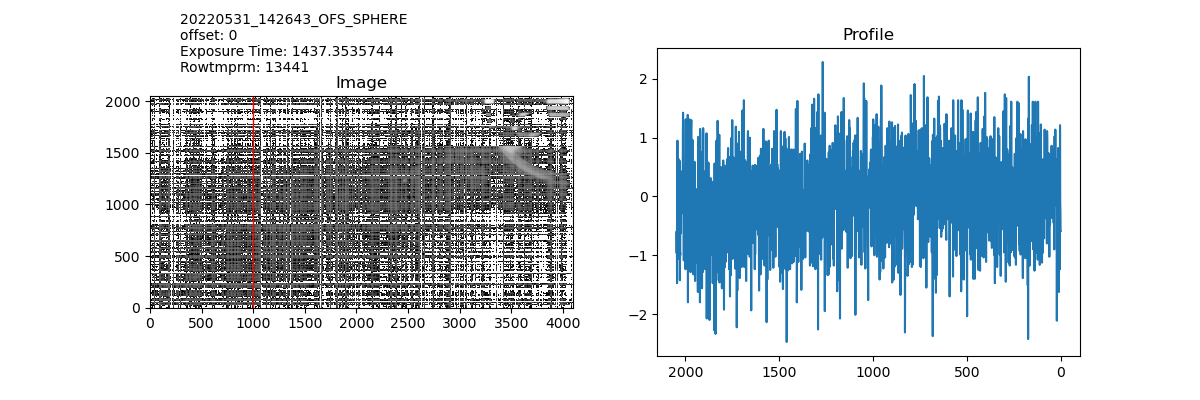 20220531_142643_OFS_SPHERE
offset: 0
Exposure Time: 1437.3535744
Rowtmprm: 13441
Image
2000
1500
1000
500
0
0 500 1000 1500 2000 2500 3000 3500 4000
Profile
2
1
0
−1
−2
2000 1500 1000 500 0